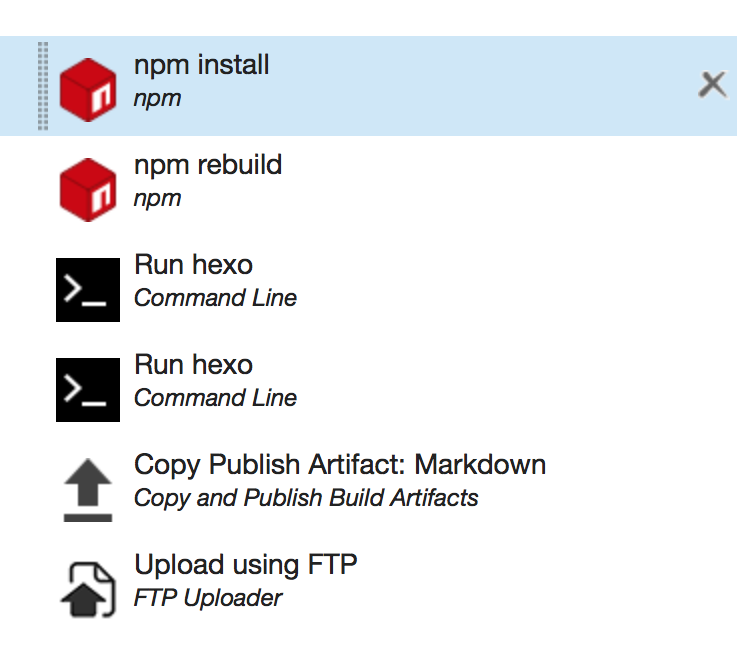 npm install
npm
npm rebuild
npm
Run hexo
Command Line
Run hexo
Command Line
Copy Publish Artifact: Markdown
Copy and Publish Build Artifacts
Upload using FTP
FTP Uploader